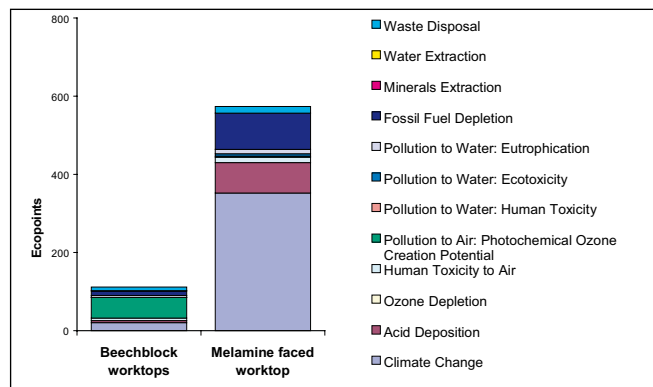 800
600
400
200
0
Ecopoints
Beechblock
worktops
Melamine faced
worktop
Waste Disposal
Water Extraction
Minerals Extraction
Fossil Fuel Depletion
Pollution to Water: Eutrophication
Pollution to Water: Ecotoxicity
Pollution to Water: Human Toxicity
Pollution to Air: Photochemical Ozone
Creation Potential
Human Toxicity to Air
Ozone Depletion
Acid Deposition
Climate Change